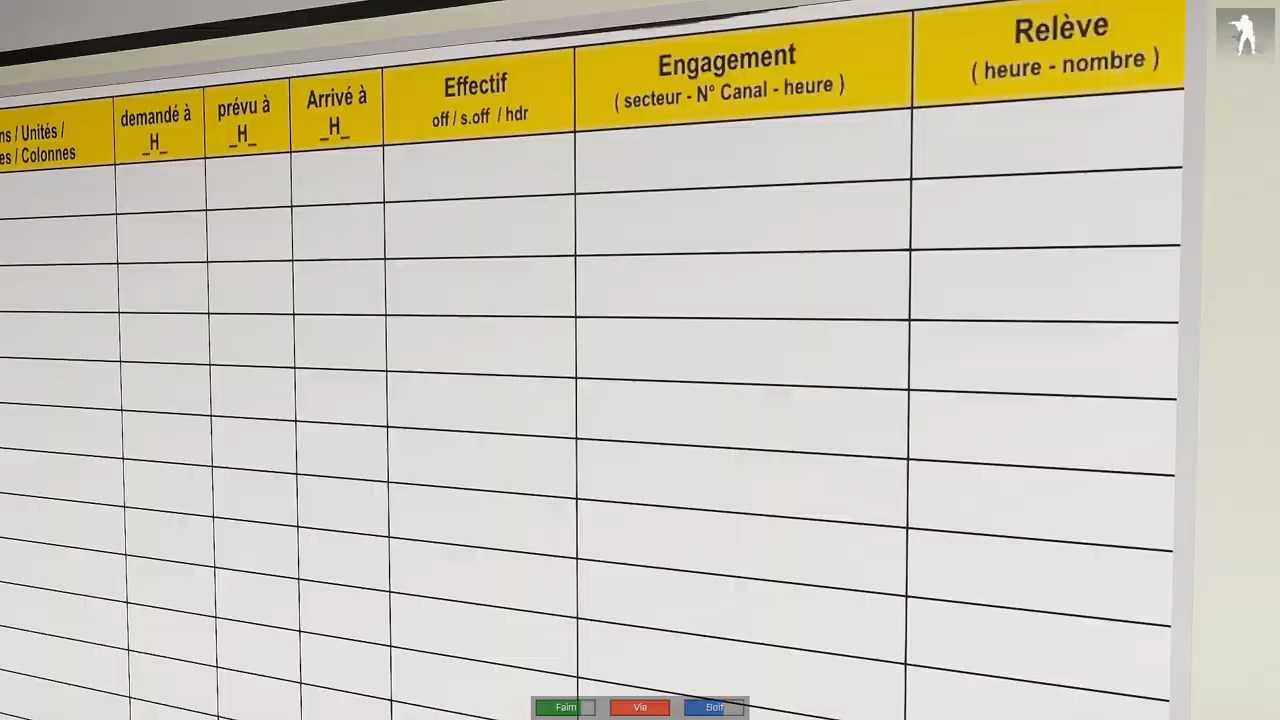 ns / Unités /
es / Colonnes
demandé à
_H_
prévu à
_H_
Arrivé à
_H_
Effectif
off / s.off / hdr
Engagement
( secteur - N° Canal - heure )
Relève
( heure - nombre )
Faim
Vie
Soif